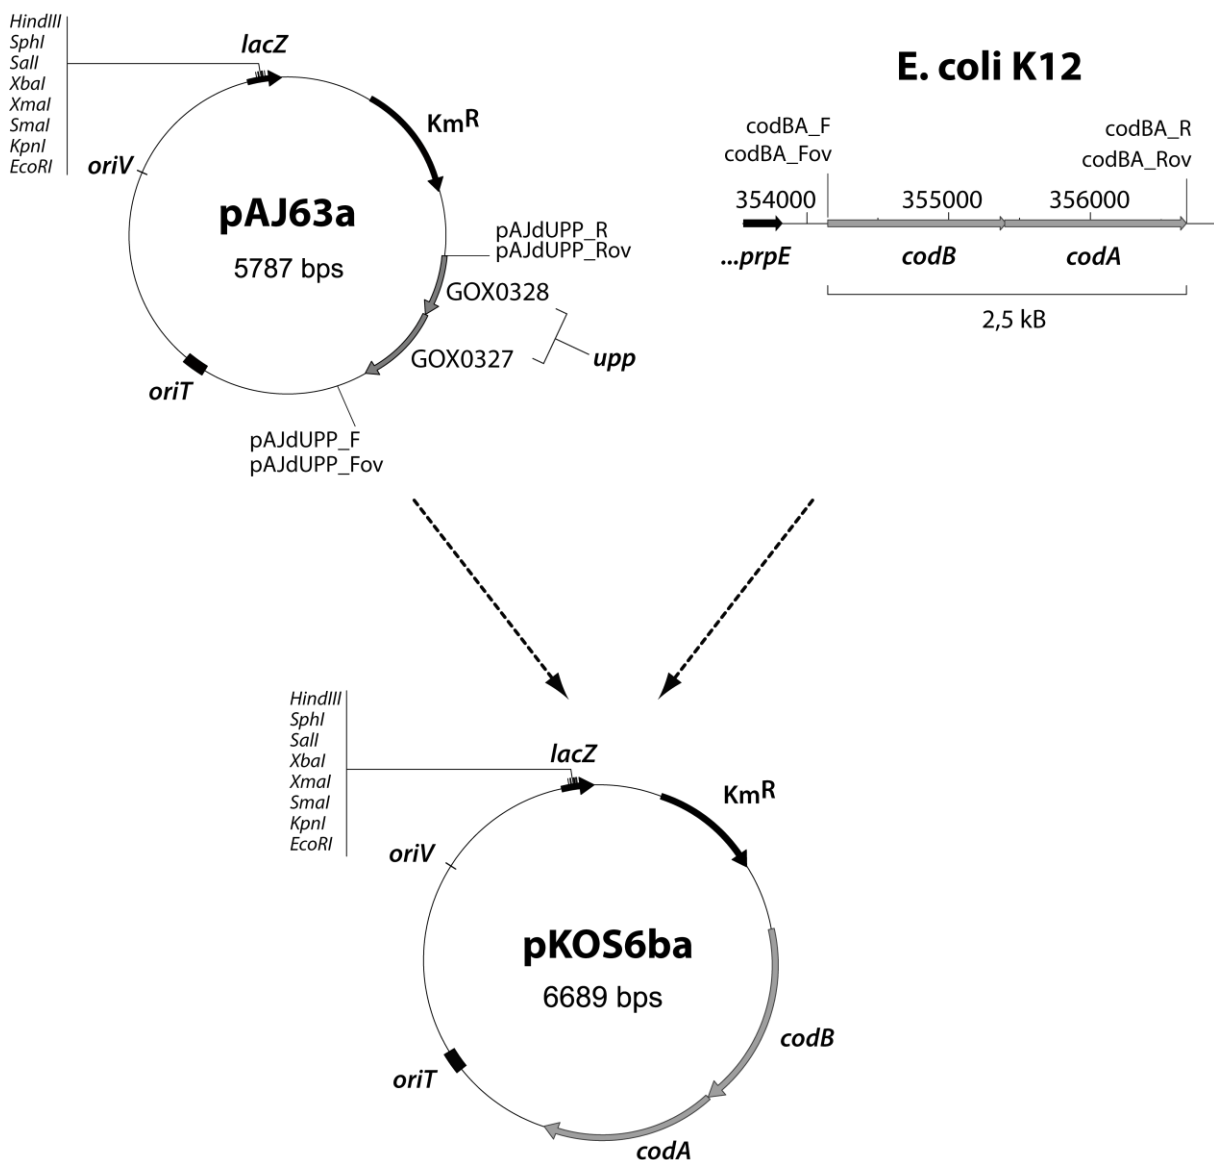 HindIII
SphI
SalI
XbaI
XmaI
SmaI
KpnI
EcoRI
lacZ
KmR
oriV
pAJ63a
5787 bps
pAJdUPP_R
pAJdUPP_Rov
GOX0328
GOX0327
upp
oriT
pAJdUPP_F
pAJdUPP_Fov
E. coli K12
codBA_F
codBA_Fov
codBA_R
codBA_Rov
354000 355000 356000
...prpE codB codA
2,5 kB
HindIII
SphI
SalI
XbaI
XmaI
SmaI
KpnI
EcoRI
lacZ
KmR
oriV
pKOS6ba
6689 bps
codB
oriT
codA